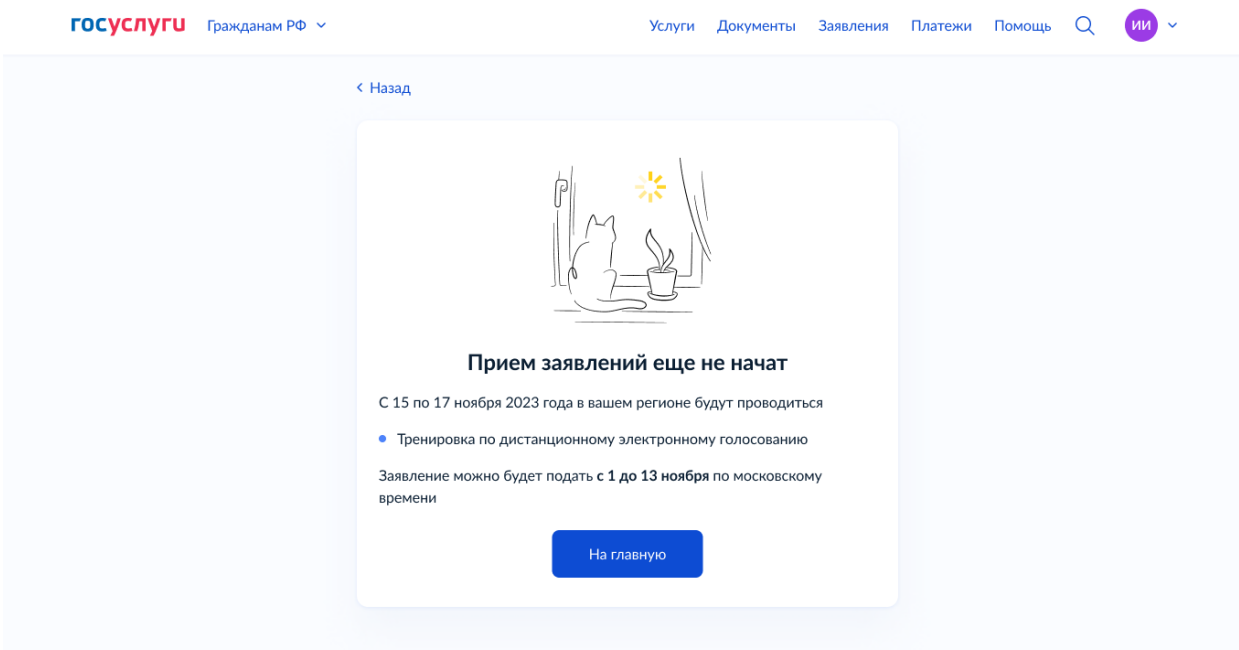 госуслуги Гражданам РФ Услуги Документы Заявления Платежи Помощь ИИ
Назад
Прием заявлений еще не начат
С 15 по 17 ноября 2023 года в вашем регионе будут проводиться
Тренировка по дистанционному электронному голосованию
Заявление можно будет подать с 1 до 13 ноября по московскому
времени
На главную